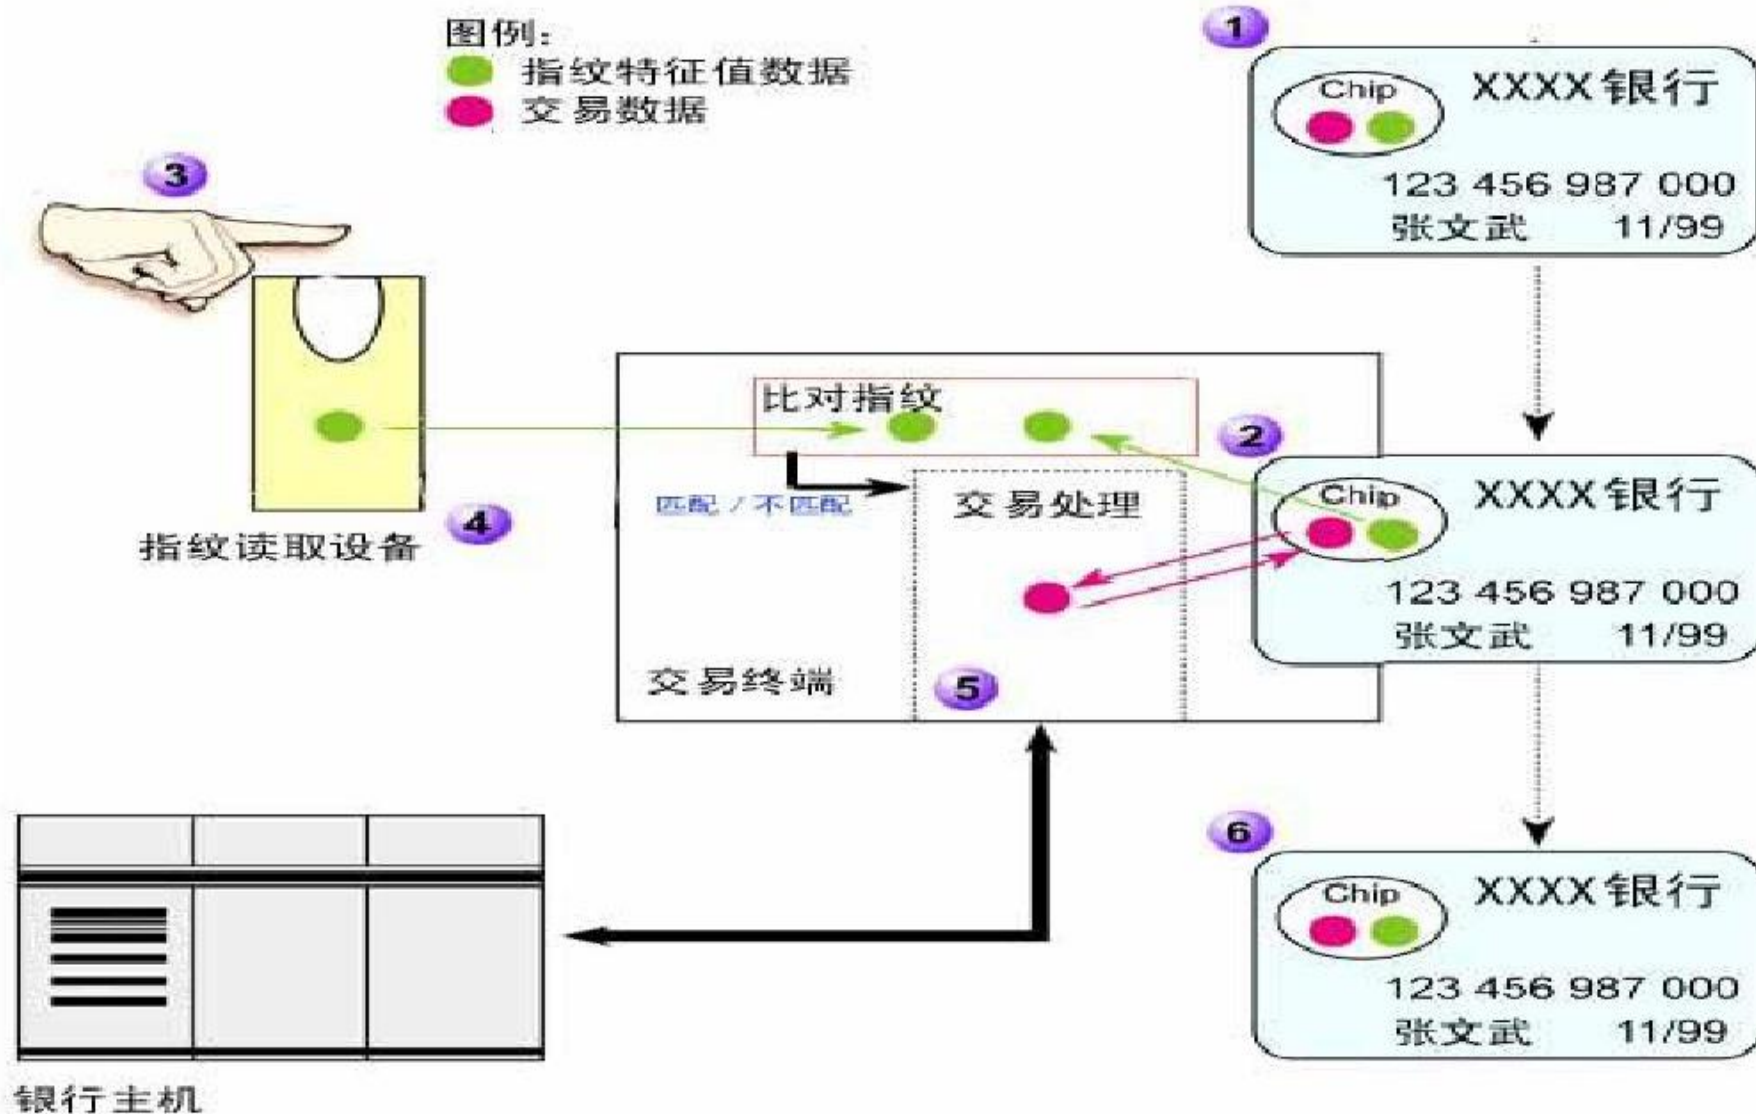 图例:
指纹特征值数据
交易数据
1
Chip
XXXX银行
123 456 987 000
张文武 11/99
3
比对指纹
2
匹配 / 不匹配
交易处理
4
指纹读取设备
Chip
XXXX银行
123 456 987 000
张文武 11/99
交易终端
5
6
Chip
XXXX银行
123 456 987 000
张文武 11/99
银行主机